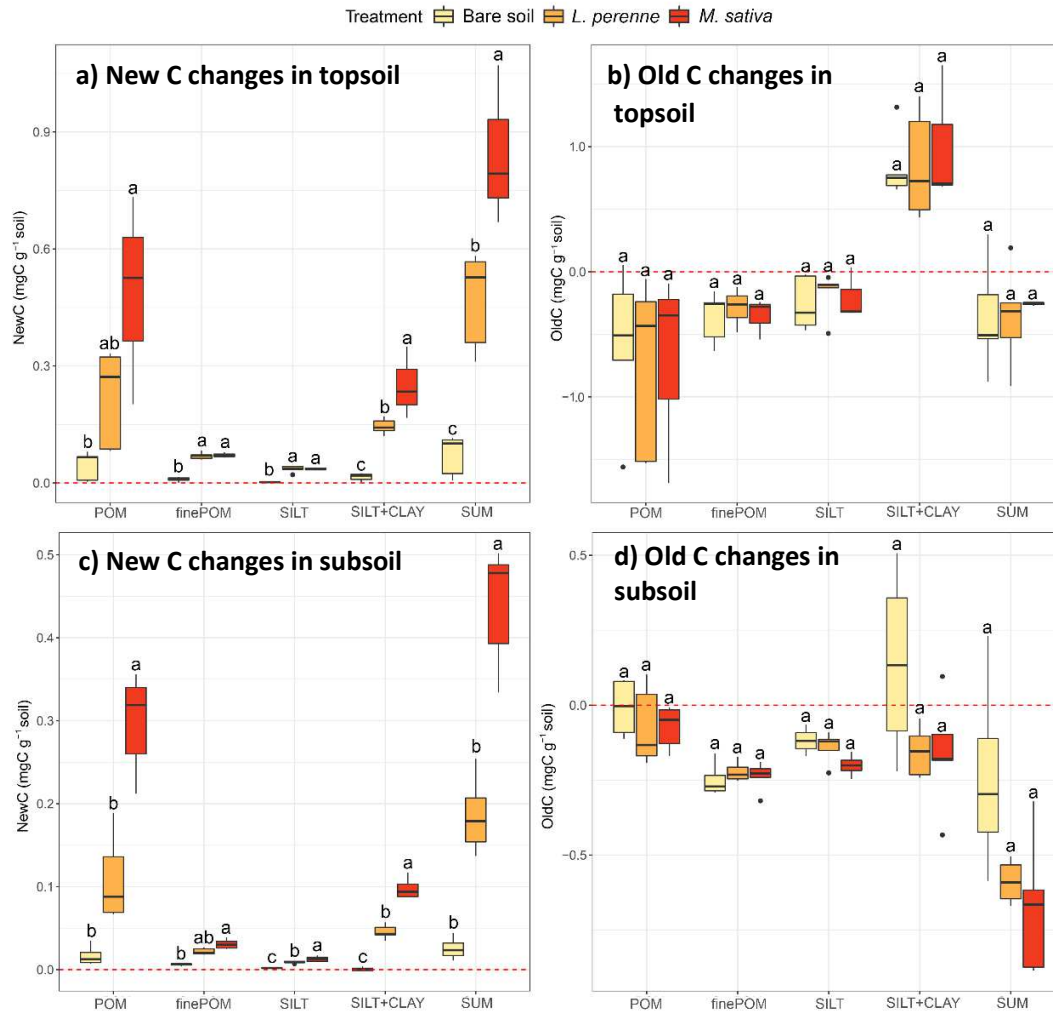 Treatment Bare soil L. perenne M. sativa
a) New C changes in topsoil
NewC (mgC g⁻¹ soil)
0.9
0.6
0.3
0.0
b ab a
b a a
b a a
c b a
c b a
POM finePOM SILT SILT+CLAY SUM
b) Old C changes in
topsoil
OldC (mgC g⁻¹ soil)
1.0
0.0
-1.0
a a a
a a a
a a a
a a a
a a a
POM finePOM SILT SILT+CLAY SUM
c) New C changes in subsoil
NewC (mgC g⁻¹soil)
0.5
0.4
0.3
0.2
0.1
0.0
b b a
b ab a
c b a
c b a
b b a
POM finePOM SILT SILT+CLAY SUM
d) Old C changes in
subsoil
OldC (mgC g⁻¹ soil)
0.5
0.0
-0.5
a a a
a a a
a a a
a a a
a a a
POM finePOM SILT SILT+CLAY SUM